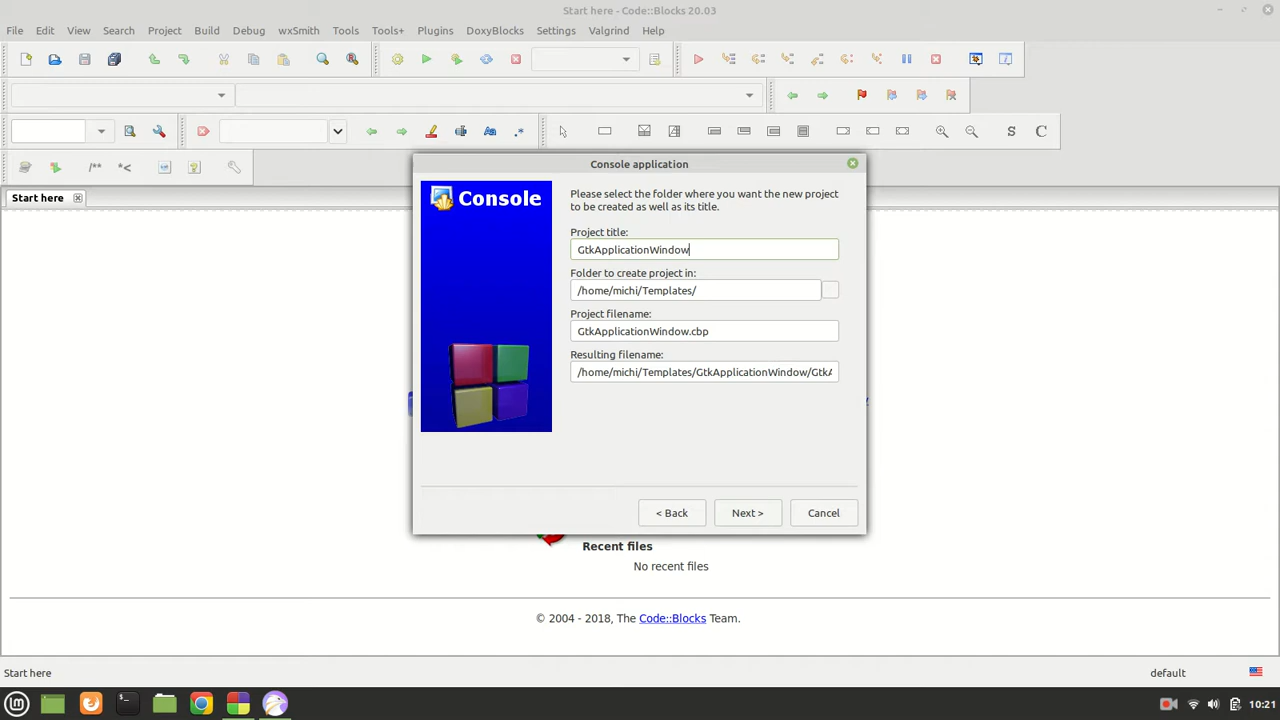 Start here - Code::Blocks 20.03
File Edit View Search Project Build Debug wxSmith Tools Tools+ Plugins DoxyBlocks Settings Valgrind Help
/** *<
.*
S C
Start here
Console application
Console
Please select the folder where you want the new project
to be created as well as its title.
Project title:
GtkApplicationWindow
Folder to create project in:
/home/michi/Templates/
Project filename:
GtkApplicationWindow.cbp
Resulting filename:
/home/michi/Templates/GtkApplicationWindow/Gtk
< Back Next > Cancel
Recent files
No recent files
© 2004 - 2018, The Code::Blocks Team.
Start here default
10:21